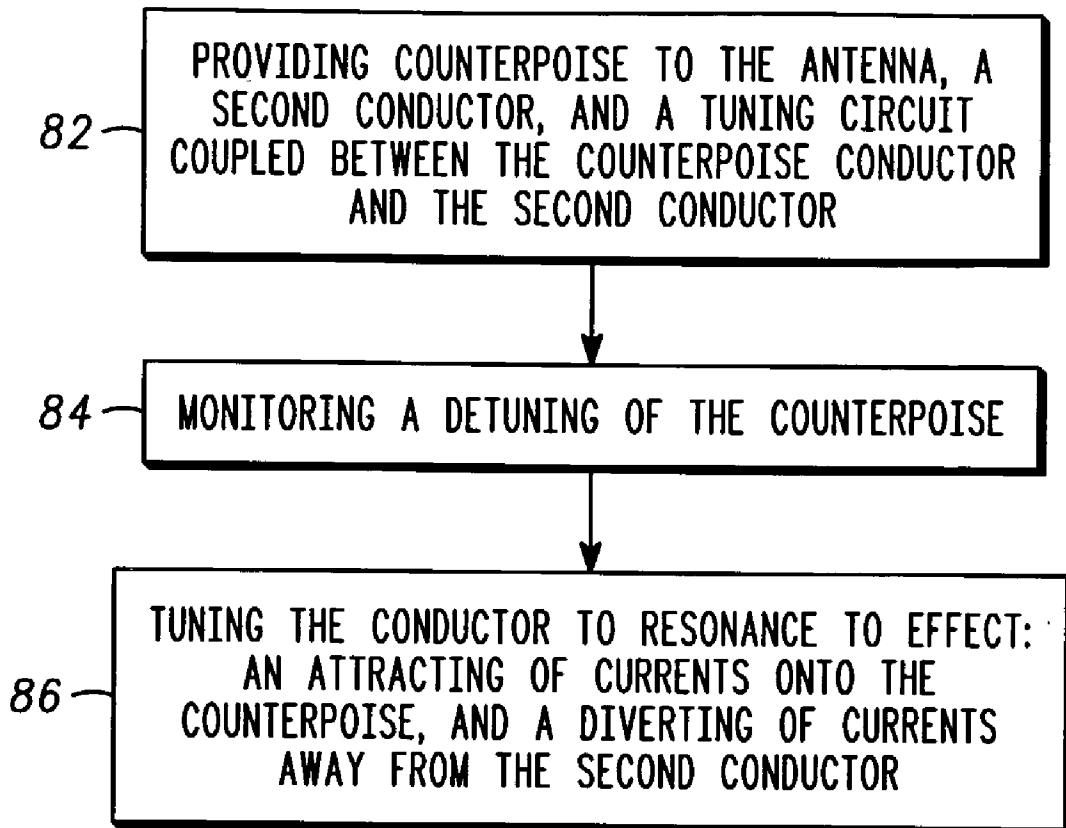 PROVIDING COUNTERPOISE TO THE ANTENNA, A
SECOND CONDUCTOR, AND A TUNING CIRCUIT
82
COUPLED BETWEEN THE COUNTERPOISE CONDUCTOR
AND THE SECOND CONDUCTOR
84
MONITORING A DETUNING OF THE COUNTERPOISE
TUNING THE CONDUCTOR TO RESONANCE TO EFFECT:
AN ATTRACTING OF CURRENTS ONTO THE
86
COUNTERPOISE, AND A DIVERTING OF CURRENTS
AWAY FROM THE SECOND CONDUCTOR